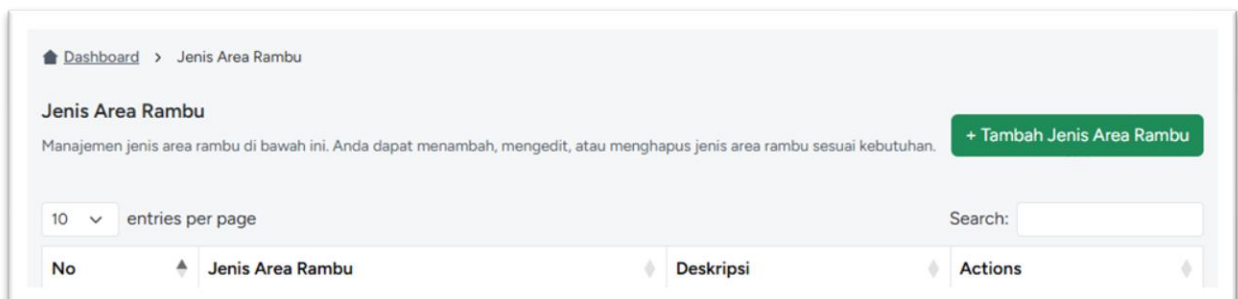 Dashboard > Jenis Area Rambu
Jenis Area Rambu
Manajemen jenis area rambu di bawah ini. Anda dapat menambah, mengedit, atau menghapus jenis area rambu sesuai kebutuhan.
+ Tambah Jenis Area Rambu
10 entries per page
Search:
No Jenis Area Rambu Deskripsi Actions